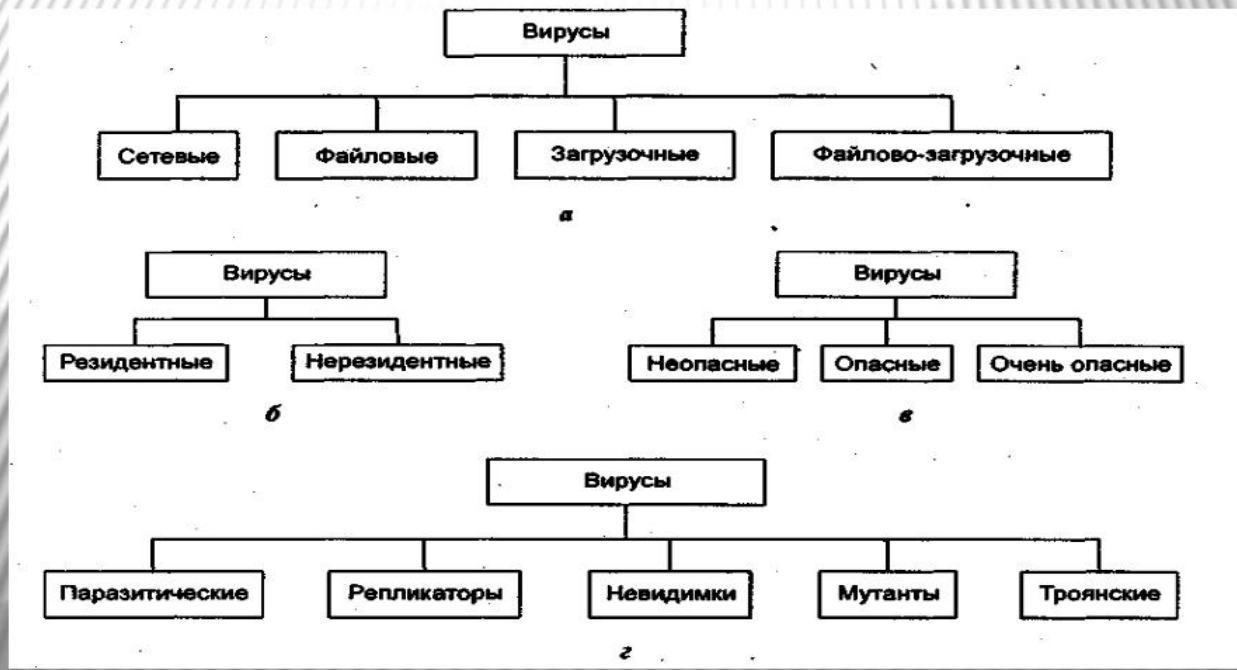 Вирусы
Сетевые Файловые Загрузочные Файлово-загрузочные
а
Вирусы Вирусы
Резидентные Нерезидентные Неопасные Опасные Очень опасные
б в
Вирусы
Паразитические Репликаторы Невидимки Мутанты Троянские
г